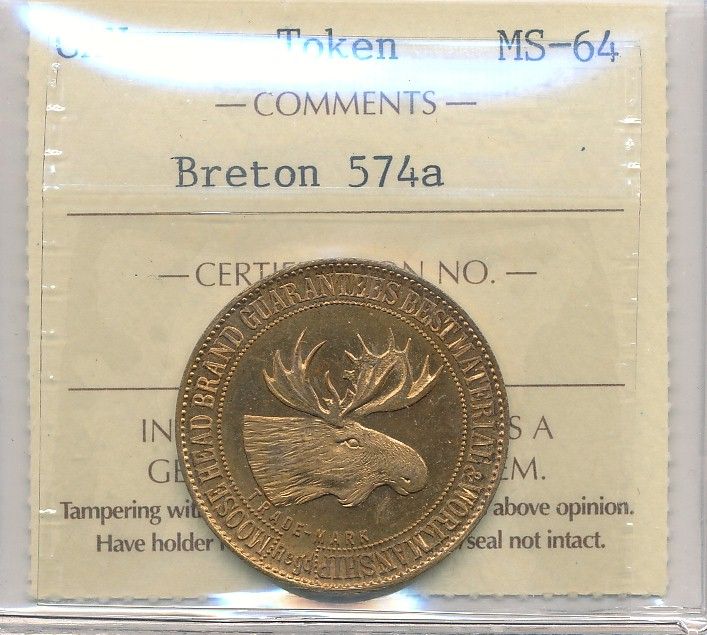 Token MS-64
— COMMENTS —
Breton 574a
— CERTIF ON NO. —
IN S A
GE EM.
Tampering with above opinion.
Have holder seal not intact.
MOOSE HEAD BRAND GUARANTEES BEST MATERIAL & WORKMANSHIP
TRADE-MARK